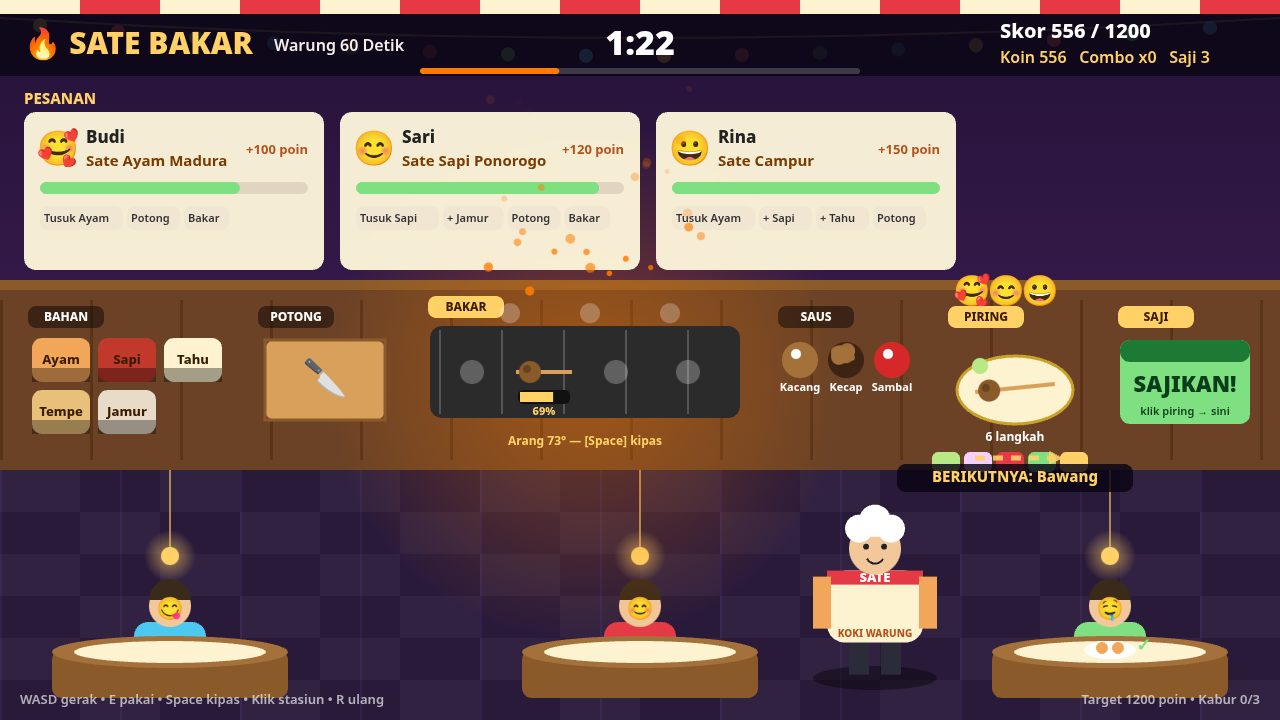 SATE BAKAR
Warung 60 Detik
1:22
Skor 556 / 1200
Koin 556 Combo x0 Saji 3
PESANAN
Budi
Sate Ayam Madura
+100 poin
Tusuk Ayam
Potong
Bakar
Sari
Sate Sapi Ponorogo
+120 poin
Tusuk Sapi
+ Jamur
Potong
Bakar
Rina
Sate Campur
+150 poin
Tusuk Ayam
+ Sapi
+ Tahu
Potong
BAHAN
Ayam
Sapi
Tahu
Tempe
Jamur
POTONG
BAKAR
69%
Arang 73° — [Space] kipas
SAUS
Kacang
Kecap
Sambal
PIRING
6 langkah
BERIKUTNYA: Bawang
SAJI
SAJIKAN!
klik piring → sini
SATE
KOKI WARUNG
WASD gerak • E pakai • Space kipas • Klik stasiun • R ulang
Target 1200 poin • Kabur 0/3